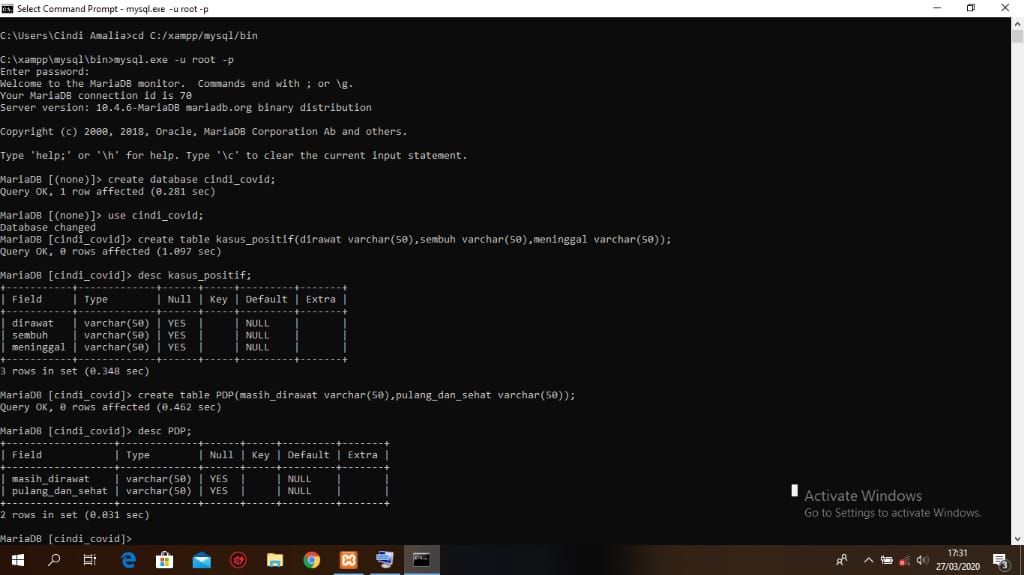 Select Command Prompt - mysql.exe -u root -p
C:\Users\Cindi Amalia>cd C:/xampp/mysql/bin
C:\xampp\mysql\bin>mysql.exe -u root -p
Enter password:
Welcome to the MariaDB monitor.  Commands end with ; or \g.
Your MariaDB connection id is 70
Server version: 10.4.6-MariaDB mariadb.org binary distribution
Copyright (c) 2000, 2018, Oracle, MariaDB Corporation Ab and others.
Type 'help;' or '\h' for help. Type '\c' to clear the current input statement.
MariaDB [(none)]> create database cindi_covid;
Query OK, 1 row affected (0.281 sec)
MariaDB [(none)]> use cindi_covid;
Database changed
MariaDB [cindi_covid]> create table kasus_positif(dirawat varchar(50),sembuh varchar(50),meninggal varchar(50));
Query OK, 0 rows affected (1.097 sec)
MariaDB [cindi_covid]> desc kasus_positif;
+-----------+-------------+------+-----+---------+-------+
| Field     | Type        | Null | Key | Default | Extra |
+-----------+-------------+------+-----+---------+-------+
| dirawat   | varchar(50) | YES  |     | NULL    |       |
| sembuh    | varchar(50) | YES  |     | NULL    |       |
| meninggal | varchar(50) | YES  |     | NULL    |       |
+-----------+-------------+------+-----+---------+-------+
3 rows in set (0.348 sec)
MariaDB [cindi_covid]> create table PDP(masih_dirawat varchar(50),pulang_dan_sehat varchar(50));
Query OK, 0 rows affected (0.462 sec)
MariaDB [cindi_covid]> desc PDP;
+------------------+-------------+------+-----+---------+-------+
| Field            | Type        | Null | Key | Default | Extra |
+------------------+-------------+------+-----+---------+-------+
| masih_dirawat    | varchar(50) | YES  |     | NULL    |       |
| pulang_dan_sehat | varchar(50) | YES  |     | NULL    |       |
+------------------+-------------+------+-----+---------+-------+
2 rows in set (0.031 sec)
MariaDB [cindi_covid]>
Activate Windows
Go to Settings to activate Windows.
17:31
27/03/2020
3